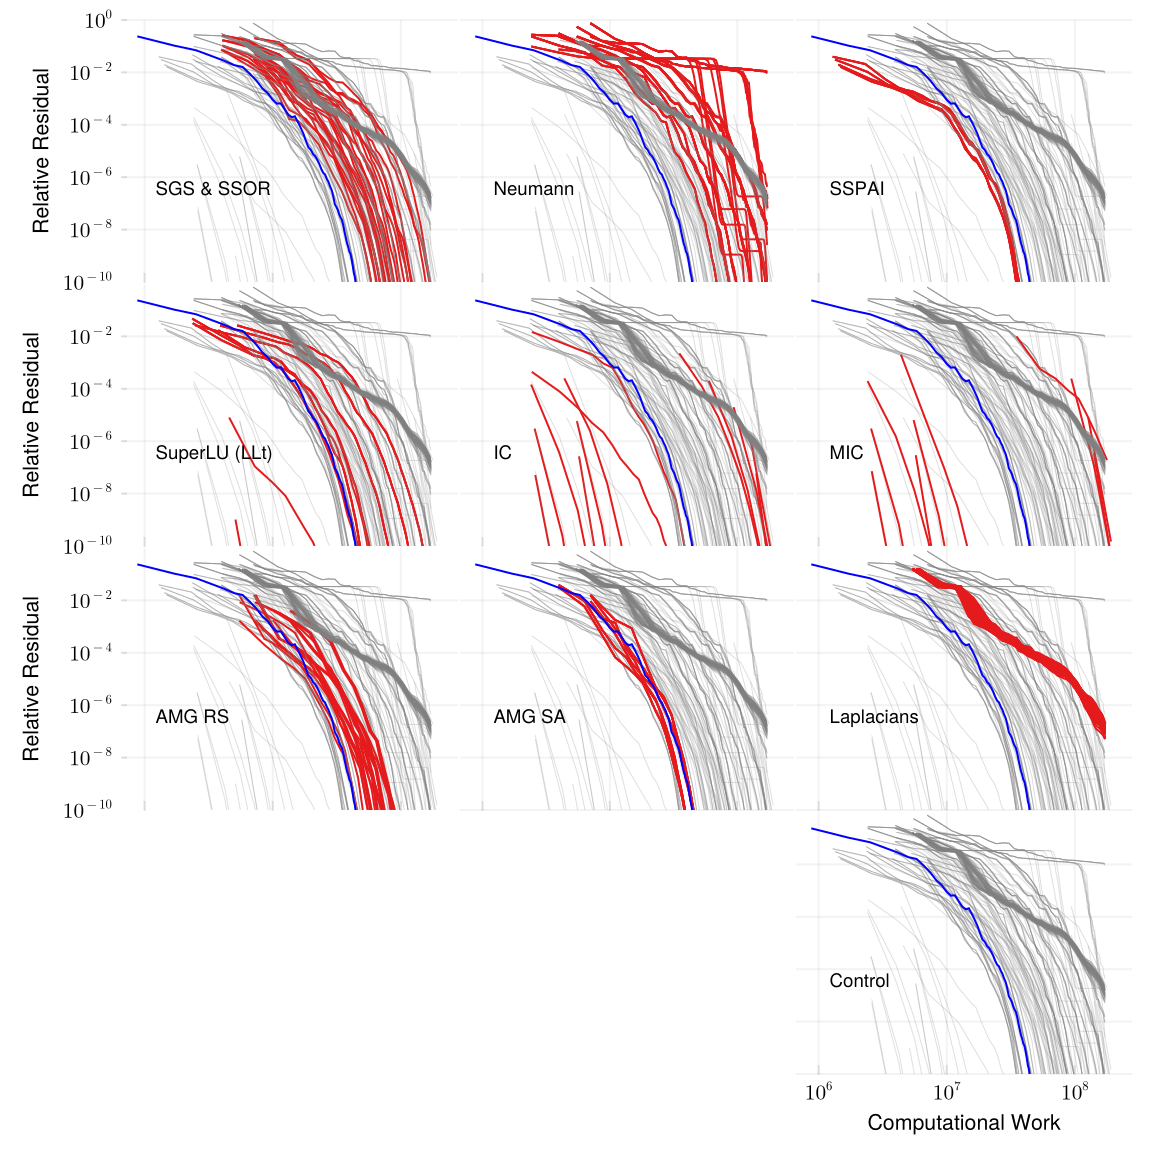 10^0
10^-2
10^-4
10^-6
10^-8
10^-10
Relative Residual
SGS & SSOR
Neumann
SSPAI
10^-2
10^-4
10^-6
10^-8
10^-10
Relative Residual
SuperLU (LLt)
IC
MIC
10^-2
10^-4
10^-6
10^-8
10^-10
Relative Residual
AMG RS
AMG SA
Laplacians
Control
10^6 10^7 10^8
Computational Work